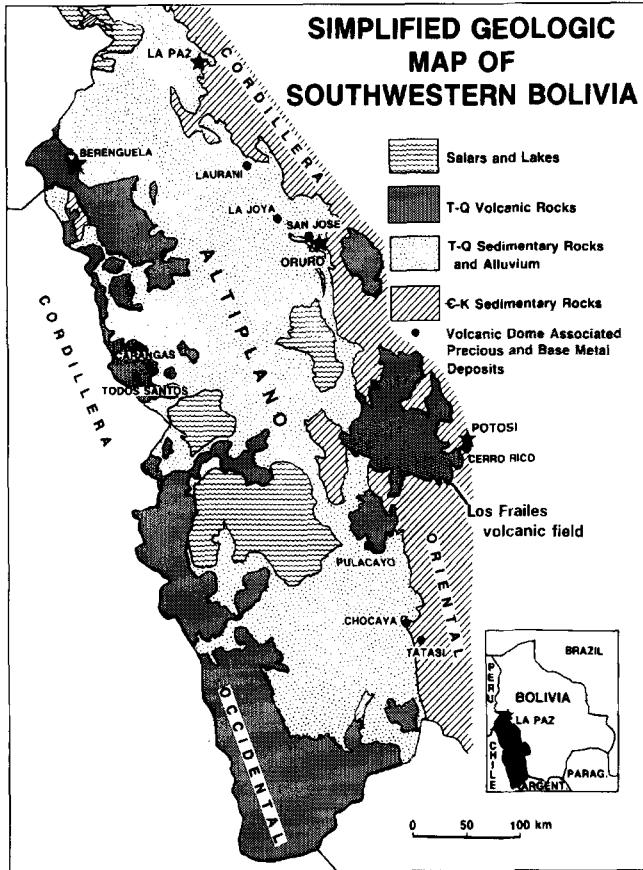 SIMPLIFIED GEOLOGIC
MAP OF
SOUTHWESTERN BOLIVIA
LA PAZ
CORDILLERA
BERENGUELA
LAURANI
LA JOYA
SAN JOSE
ORURO
ALTIPLANO
CORDILLERA
CARANGAS
TODOS SANTOS
POTOSI
CERRO RICO
Los Frailes
volcanic field
PULACAYO
ORIENTAL
CHOCAYA
TATASI
OCCIDENTAL
Salars and Lakes
T-Q Volcanic Rocks
T-Q Sedimentary Rocks
and Alluvium
Є-K Sedimentary Rocks
Volcanic Dome Associated
Precious and Base Metal
Deposits
BRAZIL
PERU
BOLIVIA
LA PAZ
CHILE
PARAG.
ARGENT.
0 50 100 km